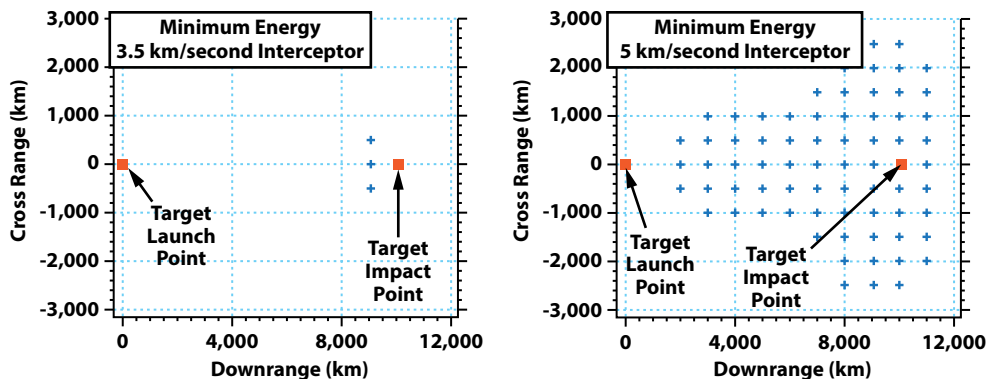 Minimum Energy
3.5 km/second Interceptor
3,000
2,000
1,000
0
-1,000
-2,000
-3,000
Cross Range (km)
Target
Launch
Point
Target
Impact
Point
0
4,000
8,000
12,000
Downrange (km)
Minimum Energy
5 km/second Interceptor
3,000
2,000
1,000
0
-1,000
-2,000
-3,000
Cross Range (km)
Target
Launch
Point
Target
Impact
Point
0
4,000
8,000
12,000
Downrange (km)